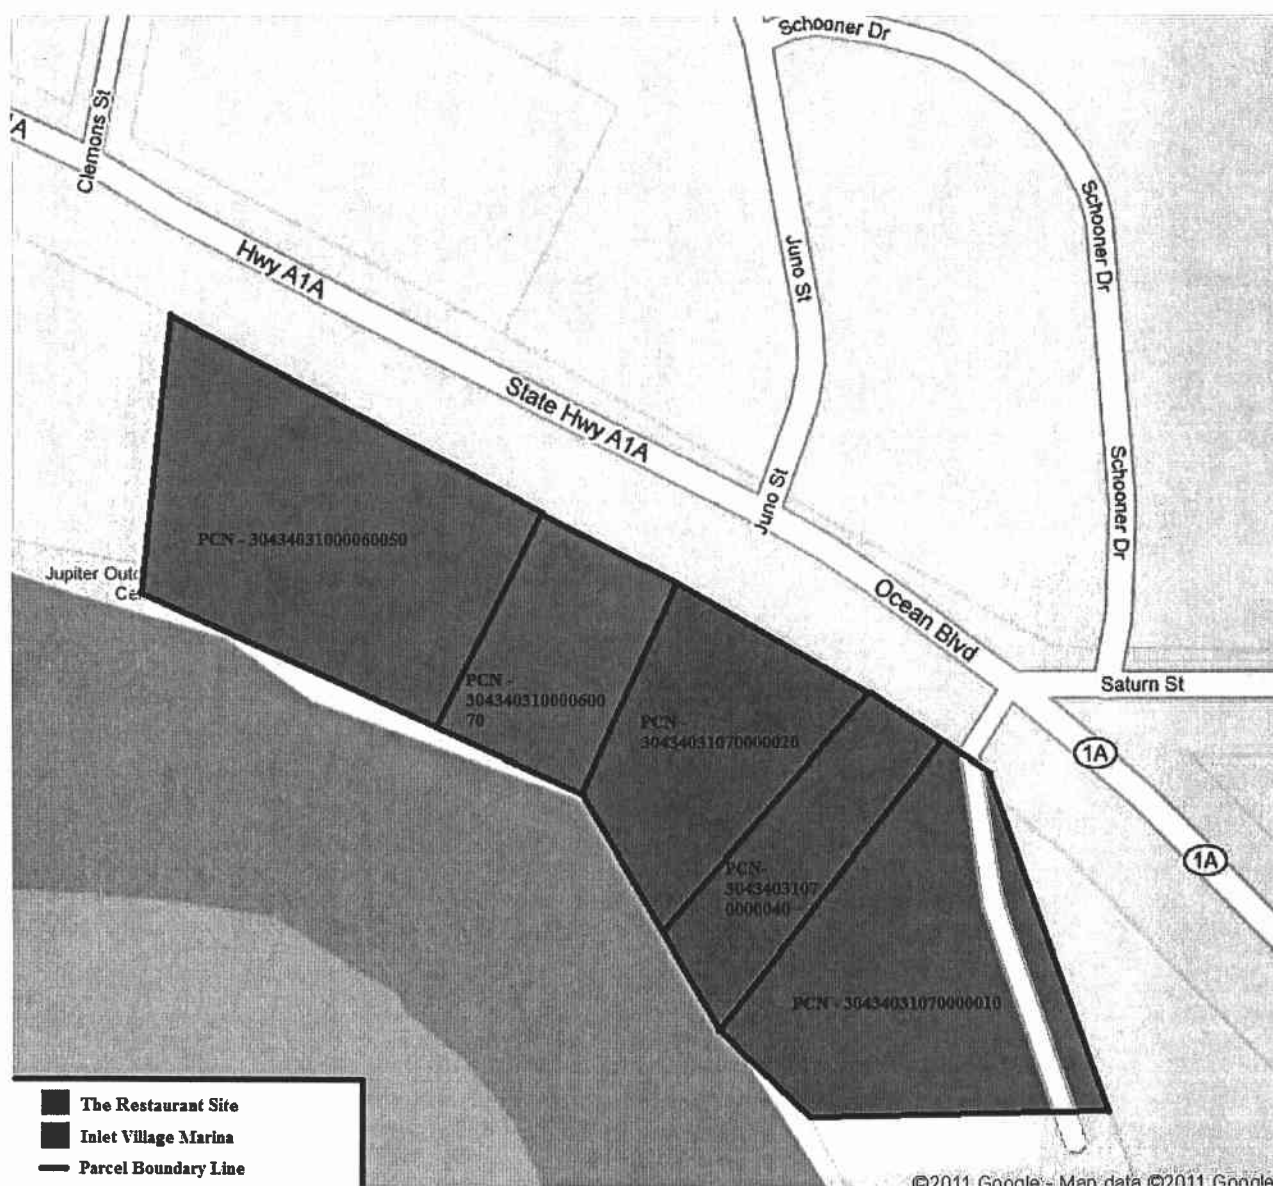 Schooner Dr
Clemons St
Schooner Dr
Juno St
Hwy A1A
State Hwy A1A
Juno St
Schooner Dr
PCN - 30434031000060050
Jupiter Outd
Ce
Ocean Blvd
PCN -
304340310000600
70
Saturn St
PCN -
30434031070000020
1A
1A
PCN-
3043403107
0000040
PCN - 30434031070000010
The Restaurant Site
Inlet Village Marina
Parcel Boundary Line
©2011 Google - Map data ©2011 Google